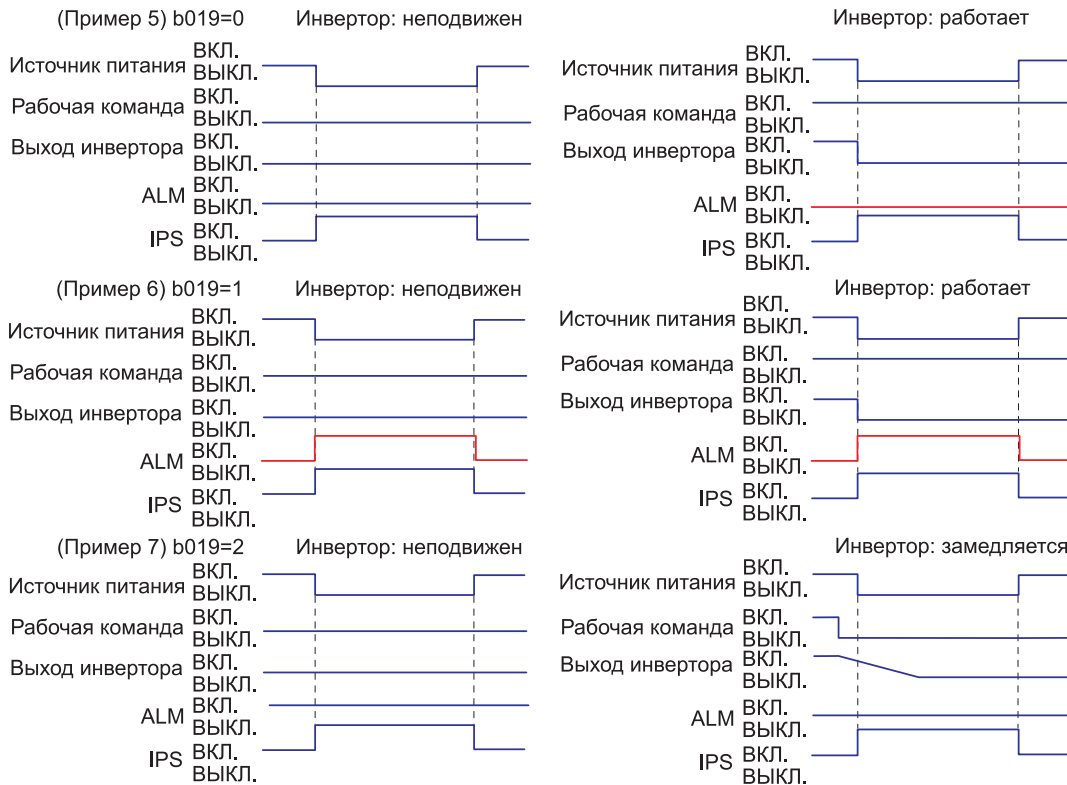 (Пример 5) b019=0 Инвертор: неподвижен
Источник питания ВКЛ.
ВЫКЛ.
Рабочая команда ВКЛ.
ВЫКЛ.
Выход инвертора ВКЛ.
ВЫКЛ.
ALM ВКЛ.
ВЫКЛ.
IPS ВКЛ.
ВЫКЛ.
Инвертор: работает
Источник питания ВКЛ.
ВЫКЛ.
Рабочая команда ВКЛ.
ВЫКЛ.
Выход инвертора ВКЛ.
ВЫКЛ.
ALM ВКЛ.
ВЫКЛ.
IPS ВКЛ.
ВЫКЛ.
(Пример 6) b019=1 Инвертор: неподвижен
Источник питания ВКЛ.
ВЫКЛ.
Рабочая команда ВКЛ.
ВЫКЛ.
Выход инвертора ВКЛ.
ВЫКЛ.
ALM ВКЛ.
ВЫКЛ.
IPS ВКЛ.
ВЫКЛ.
Инвертор: работает
Источник питания ВКЛ.
ВЫКЛ.
Рабочая команда ВКЛ.
ВЫКЛ.
Выход инвертора ВКЛ.
ВЫКЛ.
ALM ВКЛ.
ВЫКЛ.
IPS ВКЛ.
ВЫКЛ.
(Пример 7) b019=2 Инвертор: неподвижен
Источник питания ВКЛ.
ВЫКЛ.
Рабочая команда ВКЛ.
ВЫКЛ.
Выход инвертора ВКЛ.
ВЫКЛ.
ALM ВКЛ.
ВЫКЛ.
IPS ВКЛ.
ВЫКЛ.
Инвертор: замедляется
Источник питания ВКЛ.
ВЫКЛ.
Рабочая команда ВКЛ.
ВЫКЛ.
Выход инвертора ВКЛ.
ВЫКЛ.
ALM ВКЛ.
ВЫКЛ.
IPS ВКЛ.
ВЫКЛ.